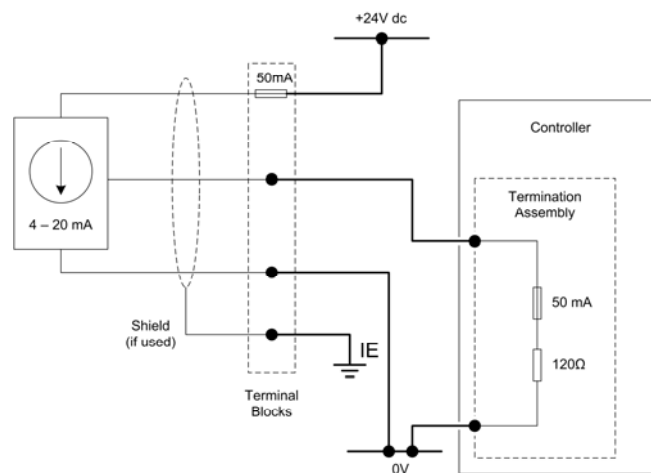 +24V dc
50mA
Controller
Termination
Assembly
4 – 20 mA
50 mA
Shield
(if used)
IE
120Ω
Terminal
Blocks
0V